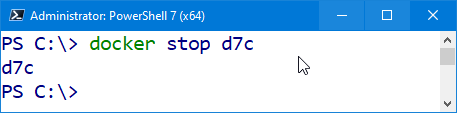 Administrator: PowerShell 7 (x64)
PS C:\> docker stop d7c
d7c
PS C:\>